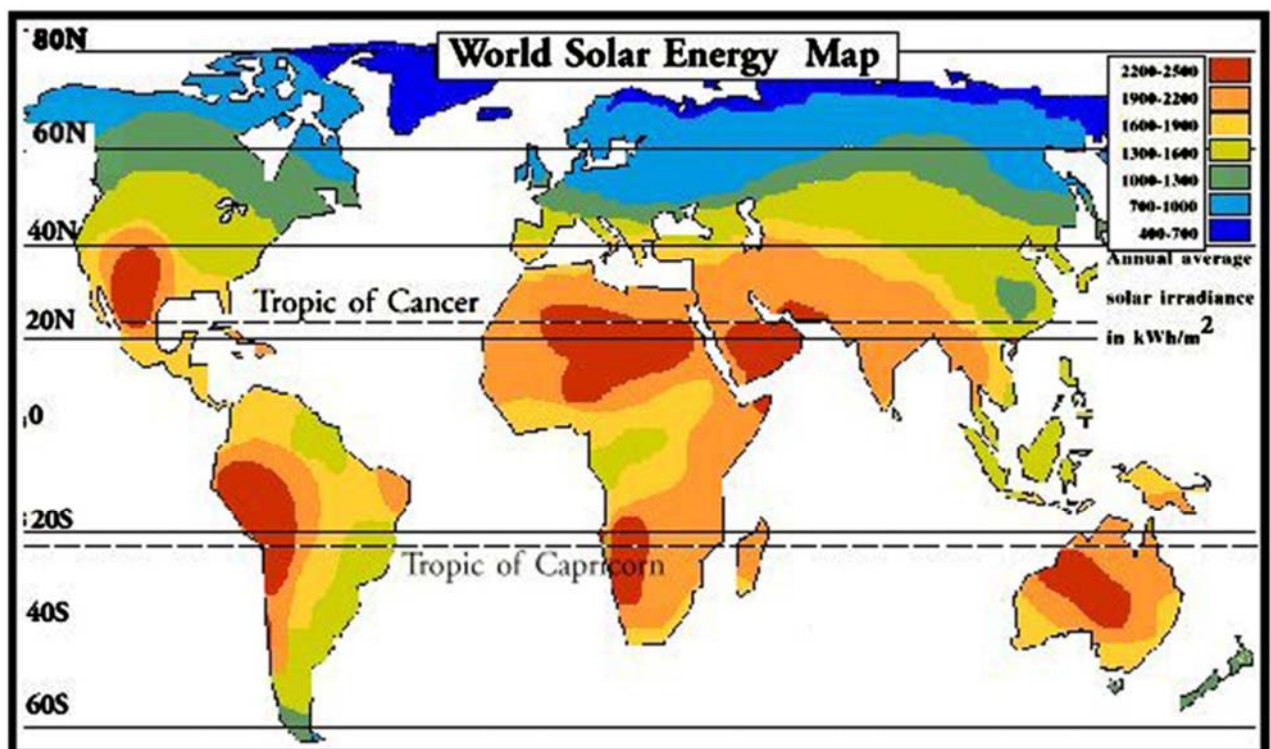 80N
World Solar Energy Map
2200-2500
1900-2200
1600-1900
60N
1300-1600
1000-1300
700-1000
40N
400-700
Annual average
Tropic of Cancer
solar irradiance
20N
in kWh/m2
0
20S
Tropic of Capricorn
40S
60S